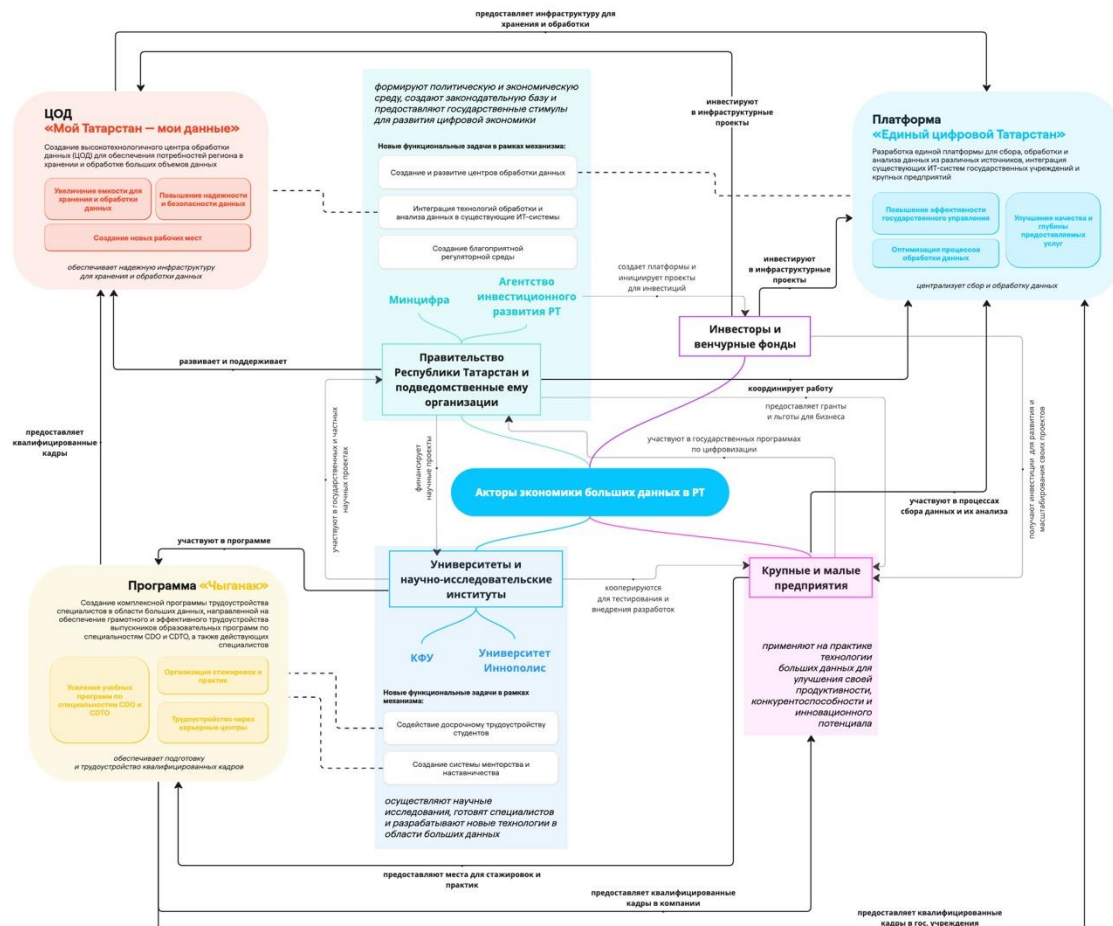 предоставляет инфраструктуру для
хранения и обработки
ЦОД
«Мой Татарстан — мои данные»
Создание высокотехнологичного центра обработки
данных (ЦОД) для обеспечения потребностей региона в
хранении и обработке больших объемов данных
Увеличение емкости для
хранения и обработки
данных
Повышение надежности
и безопасности данных
Создание новых рабочих мест
обеспечивает надежную инфраструктуру
для хранения и обработки данных
формируют политическую и экономическую
среду, создают законодательную базу и
предоставляют государственные стимулы
для развития цифровой экономики
Новые функциональные задачи в рамках механизма:
Создание и развитие центров обработки данных
Интеграция технологий обработки и
анализа данных в существующие ИТ-системы
Создание благоприятной
регуляторной среды
Минцифра
Агентство
инвестиционного
развития РТ
Правительство
Республики Татарстан и
подведомственные ему
организации
инвестируют
в инфраструктурные
проекты
Платформа
«Единый цифровой Татарстан»
Разработка единой платформы для сбора, обработки и
анализа данных из различных источников, интеграция
существующих ИТ-систем государственных учреждений и
крупных предприятий
Повышение эффективности
государственного управления
Улучшение качества и
глубины
предоставляемых
услуг
Оптимизация процессов
обработки данных
централизует сбор и обработку данных
инвестируют
в инфраструктурные
проекты
создает платформы и
инициирует проекты
для инвестиций
Инвесторы и
венчурные фонды
развивает и поддерживает
координирует работу
предоставляет гранты
и льготы для бизнеса
участвуют в государственных программах
по цифровизации
получают инвестиции для развития и
масштабирования своих проектов
предоставляет
квалифицированные
кадры
участвуют в государственных и частных
научных проектах
финансирует
научные проекты
Акторы экономики больших данных в РТ
участвуют в процессах
сбора данных и их анализа
участвуют в программе
Университеты и
научно-исследовательские
институты
кооперируются
для тестирования и
внедрения разработок
Крупные и малые
предприятия
Программа «Чыганак»
Создание комплексной программы трудоустройства
специалистов в области больших данных, направленной на
обеспечение грамотного и эффективного трудоустройства
выпускников образовательных программ по
специальностям CDO и CDTO, а также действующих
специалистов
Усиление учебных
программ по
специальностям CDO и
CDTO
Организация стажировок и
практик
Трудоустройство через
карьерные центры
обеспечивает подготовку
и трудоустройство квалифицированных кадров
КФУ
Университет
Иннополис
Новые функциональные задачи в рамках
механизма:
Содействие досрочному трудоустройству
студентов
Создание системы менторства и
наставничества
осуществляют научные
исследования, готовят специалистов
и разрабатывают новые технологии в
области больших данных
применяют на практике
технологии
больших данных для
улучшения своей
продуктивности,
конкурентоспособности и
инновационного
потенциала
предоставляют места для стажировок и
практик
предоставляет квалифицированные
кадры в компании
предоставляет квалифицированные
кадры в гос. учреждения